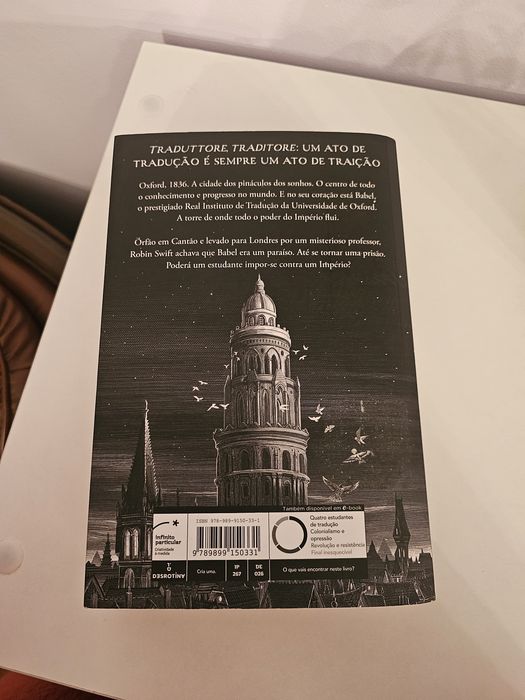 TRADUTTORE, TRADITORE: UM ATO DE
TRADUÇÃO É SEMPRE UM ATO DE TRAIÇÃO
Oxford, 1836. A cidade dos pináculos dos sonhos. O centro de todo
o conhecimento e progresso no mundo. E no seu coração está Babel,
o prestigiado Real Instituto de Tradução da Universidade de Oxford.
A torre de onde todo o poder do Império flui.
Órfão em Cantão e levado para Londres por um misterioso professor,
Robin Swift achava que Babel era um paraíso. Até se tornar uma prisão.
Poderá um estudante impor-se contra um Império?
Também disponível em e-book
Infinito
particular
Criatividade
à medida
ISBN 978-989-9150-33-1
9789899150331
Quatro estudantes
de tradução
Colonialismo e
opressão
Revolução e resistência
Final inesquecível
DESROTINA
Cria uma.
IP
267
DE
026
O que vais encontrar neste livro?